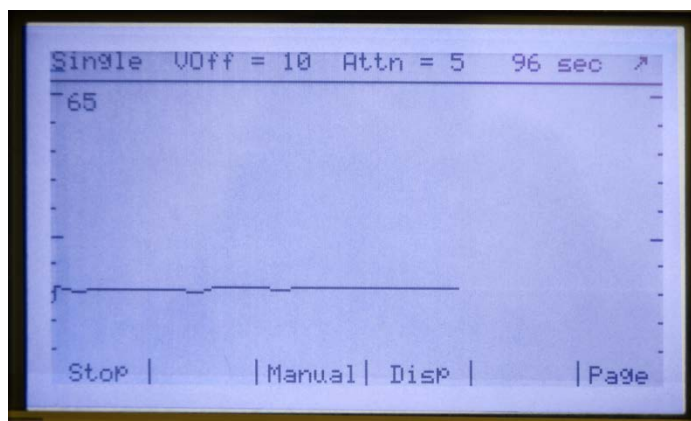 Single VOff = 10 Attn = 5 96 sec ↗
65
Stop | |Manual| Disp | |Page